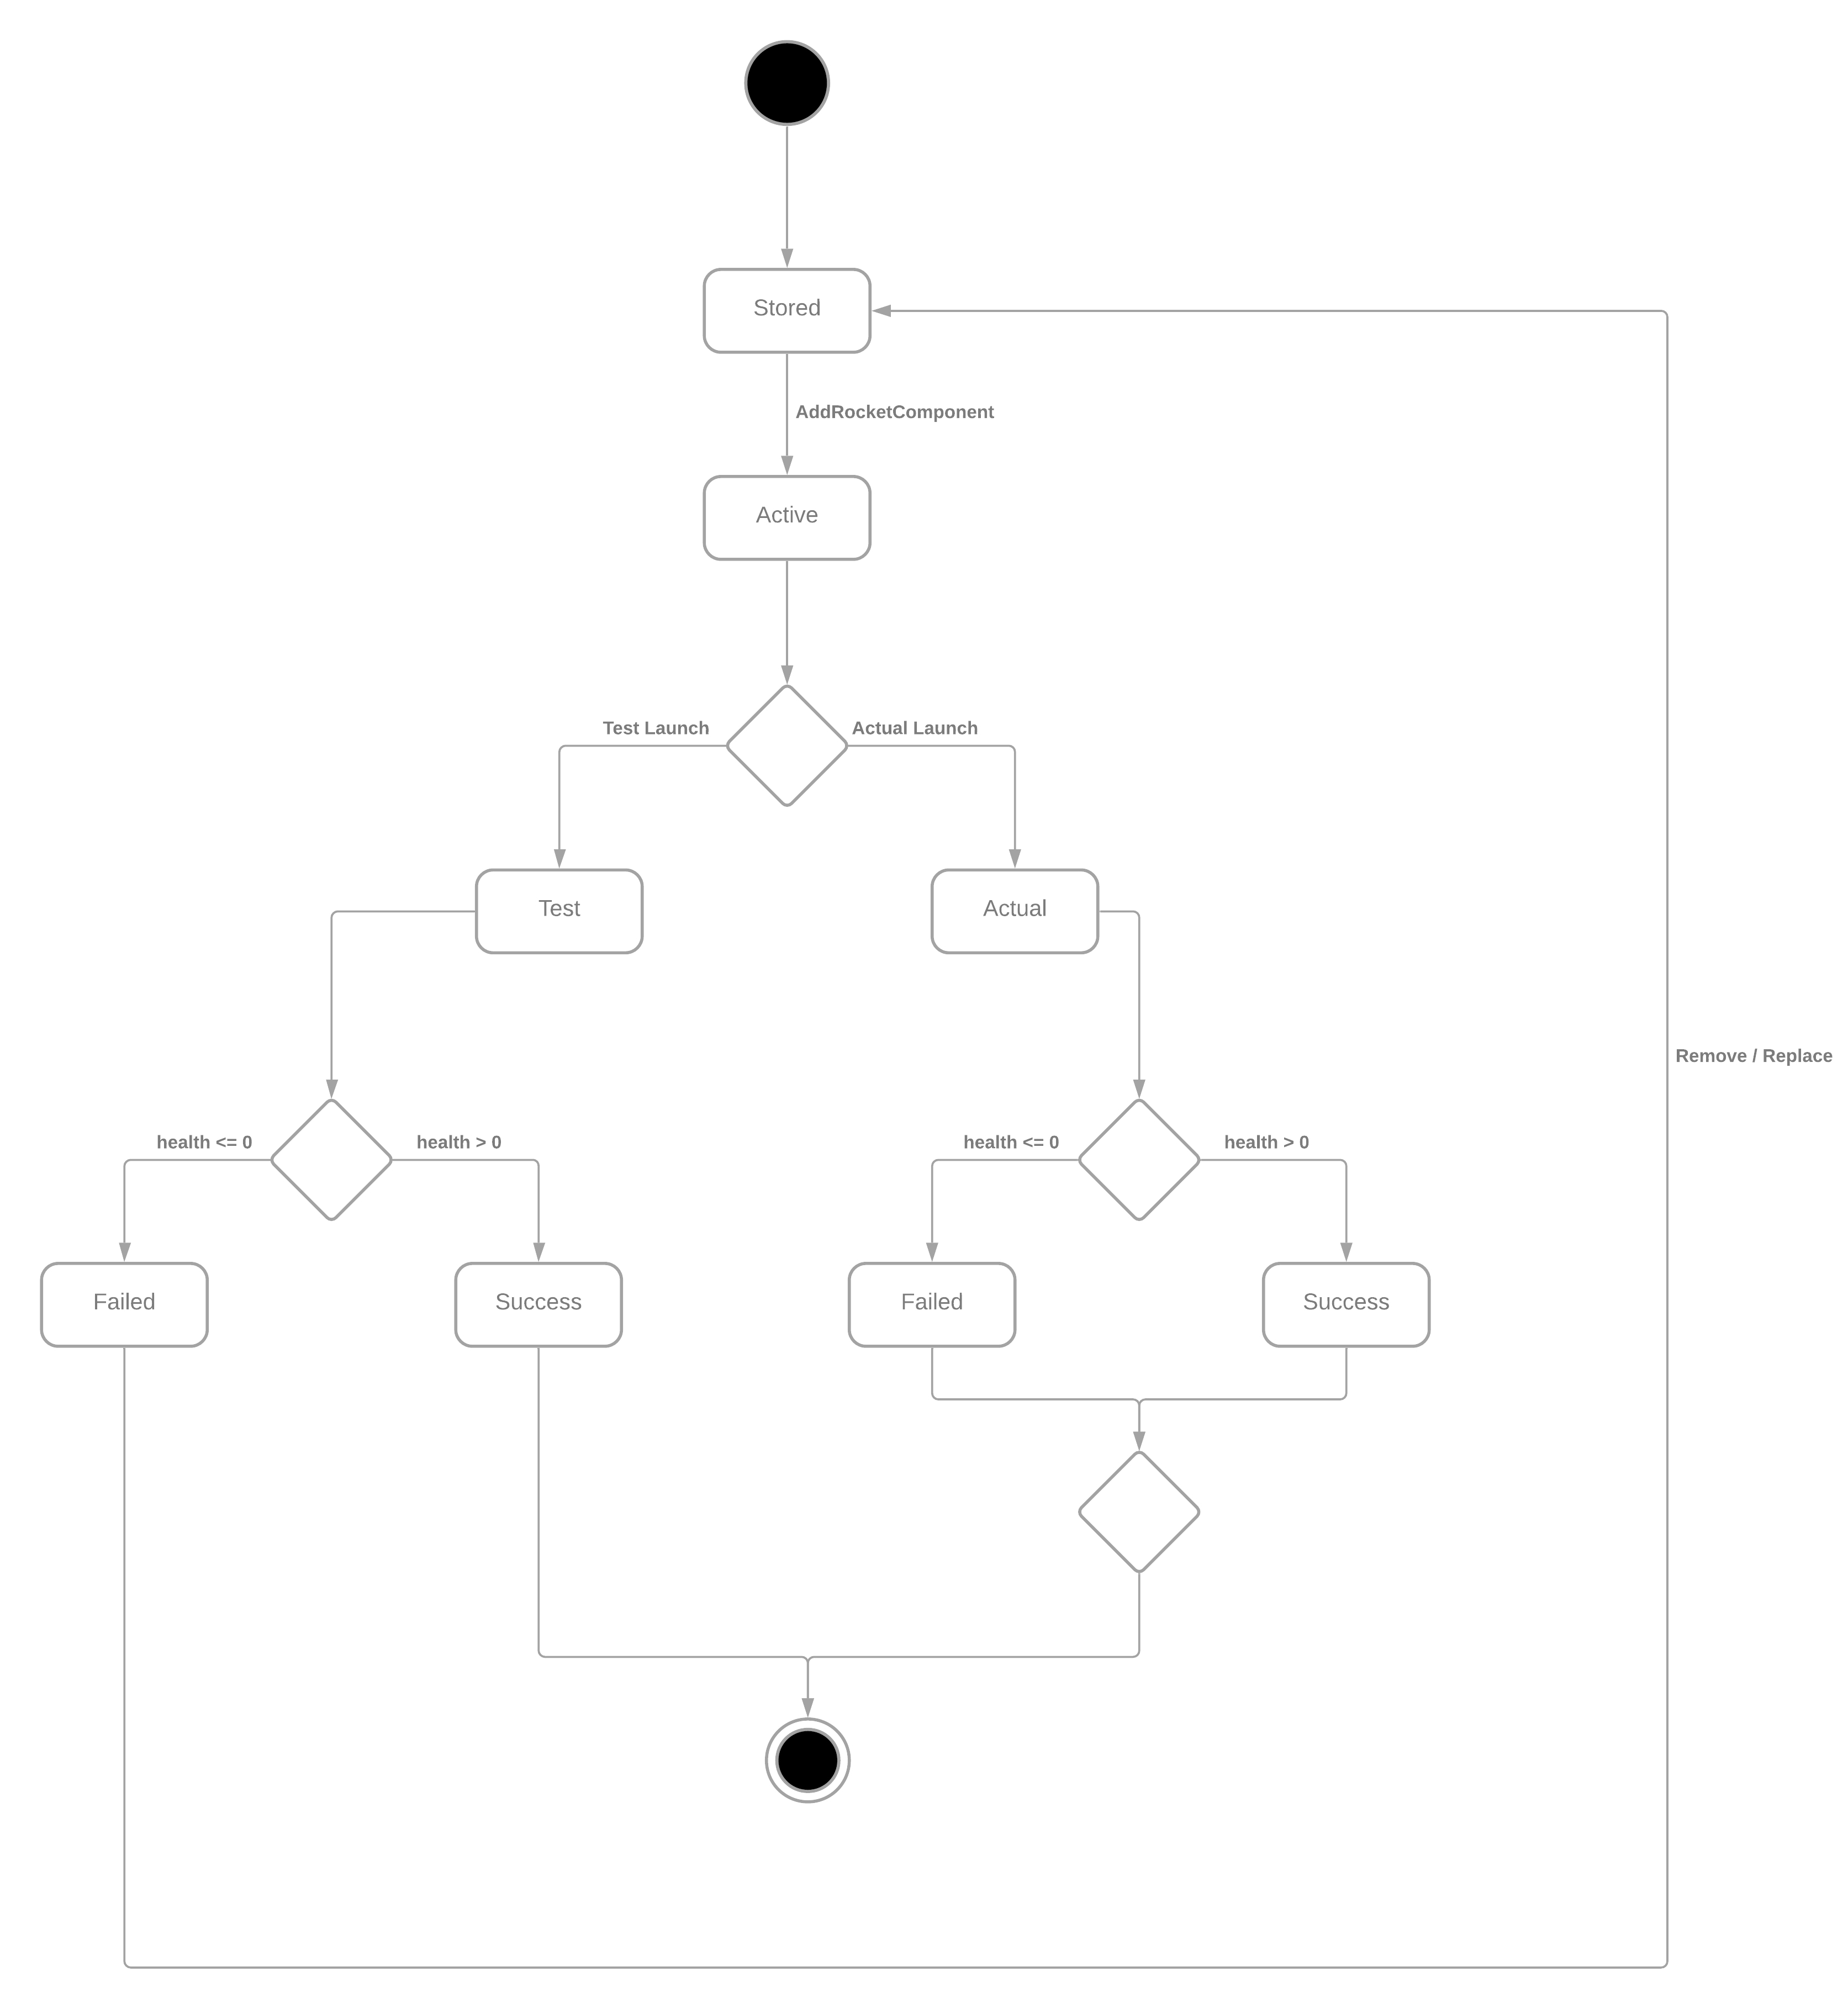 Stored
AddRocketComponent
Active
Test Launch
Actual Launch
Test
Actual
Remove / Replace
health <= 0
health > 0
health <= 0
health > 0
Failed
Success
Failed
Success